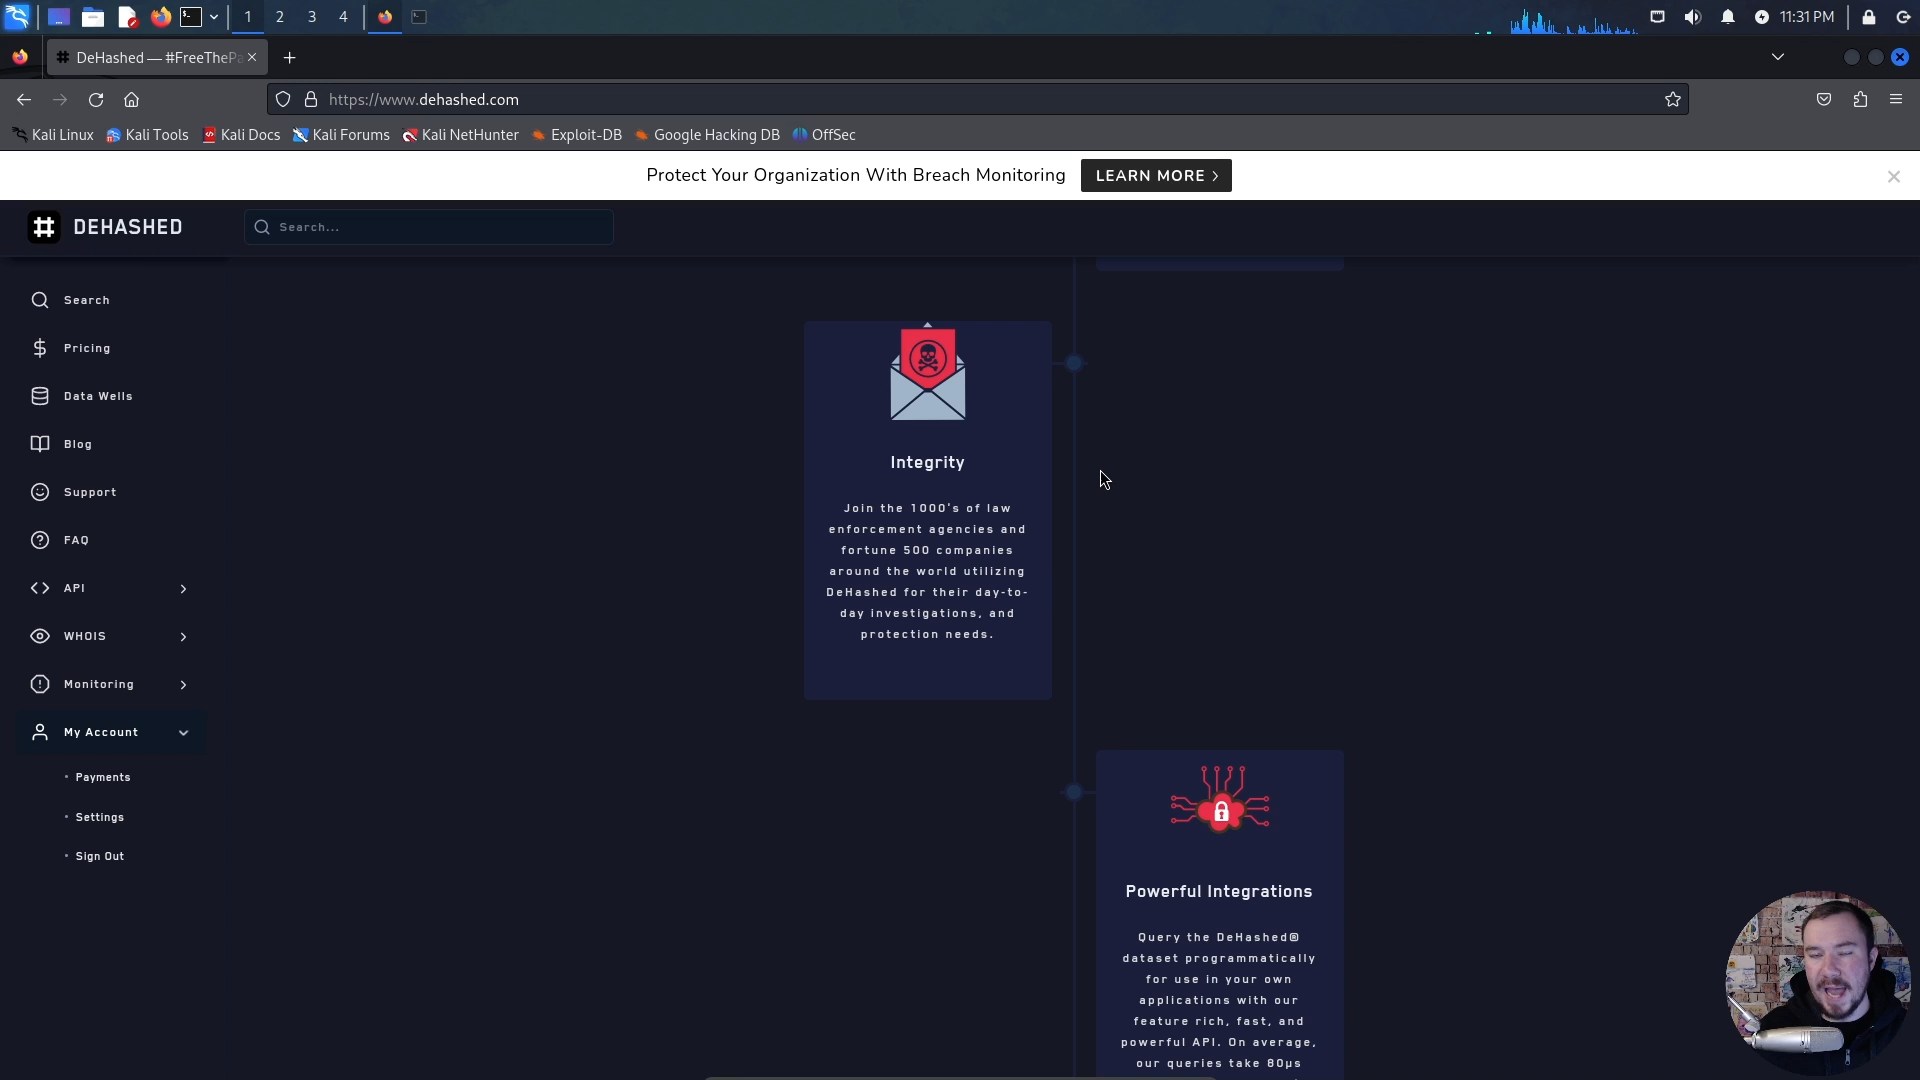 1 2 3 4 11:31 PM
DeHashed — #FreeThePa
https://www.dehashed.com
Kali Linux Kali Tools Kali Docs Kali Forums Kali NetHunter Exploit-DB Google Hacking DB OffSec
Protect Your Organization With Breach Monitoring LEARN MORE >
DEHASHED Search...
Search
Pricing
Data Wells
Blog
Support
FAQ
API
WHOIS
Monitoring
My Account
• Payments
• Settings
• Sign Out
Integrity
Join the 1000's of law
enforcement agencies and
fortune 500 companies
around the world utilizing
DeHashed for their day-to-
day investigations, and
protection needs.
Powerful Integrations
Query the DeHashed®
dataset programmatically
for use in your own
applications with our
feature rich, fast, and
powerful API. On average,
our queries take 80µs